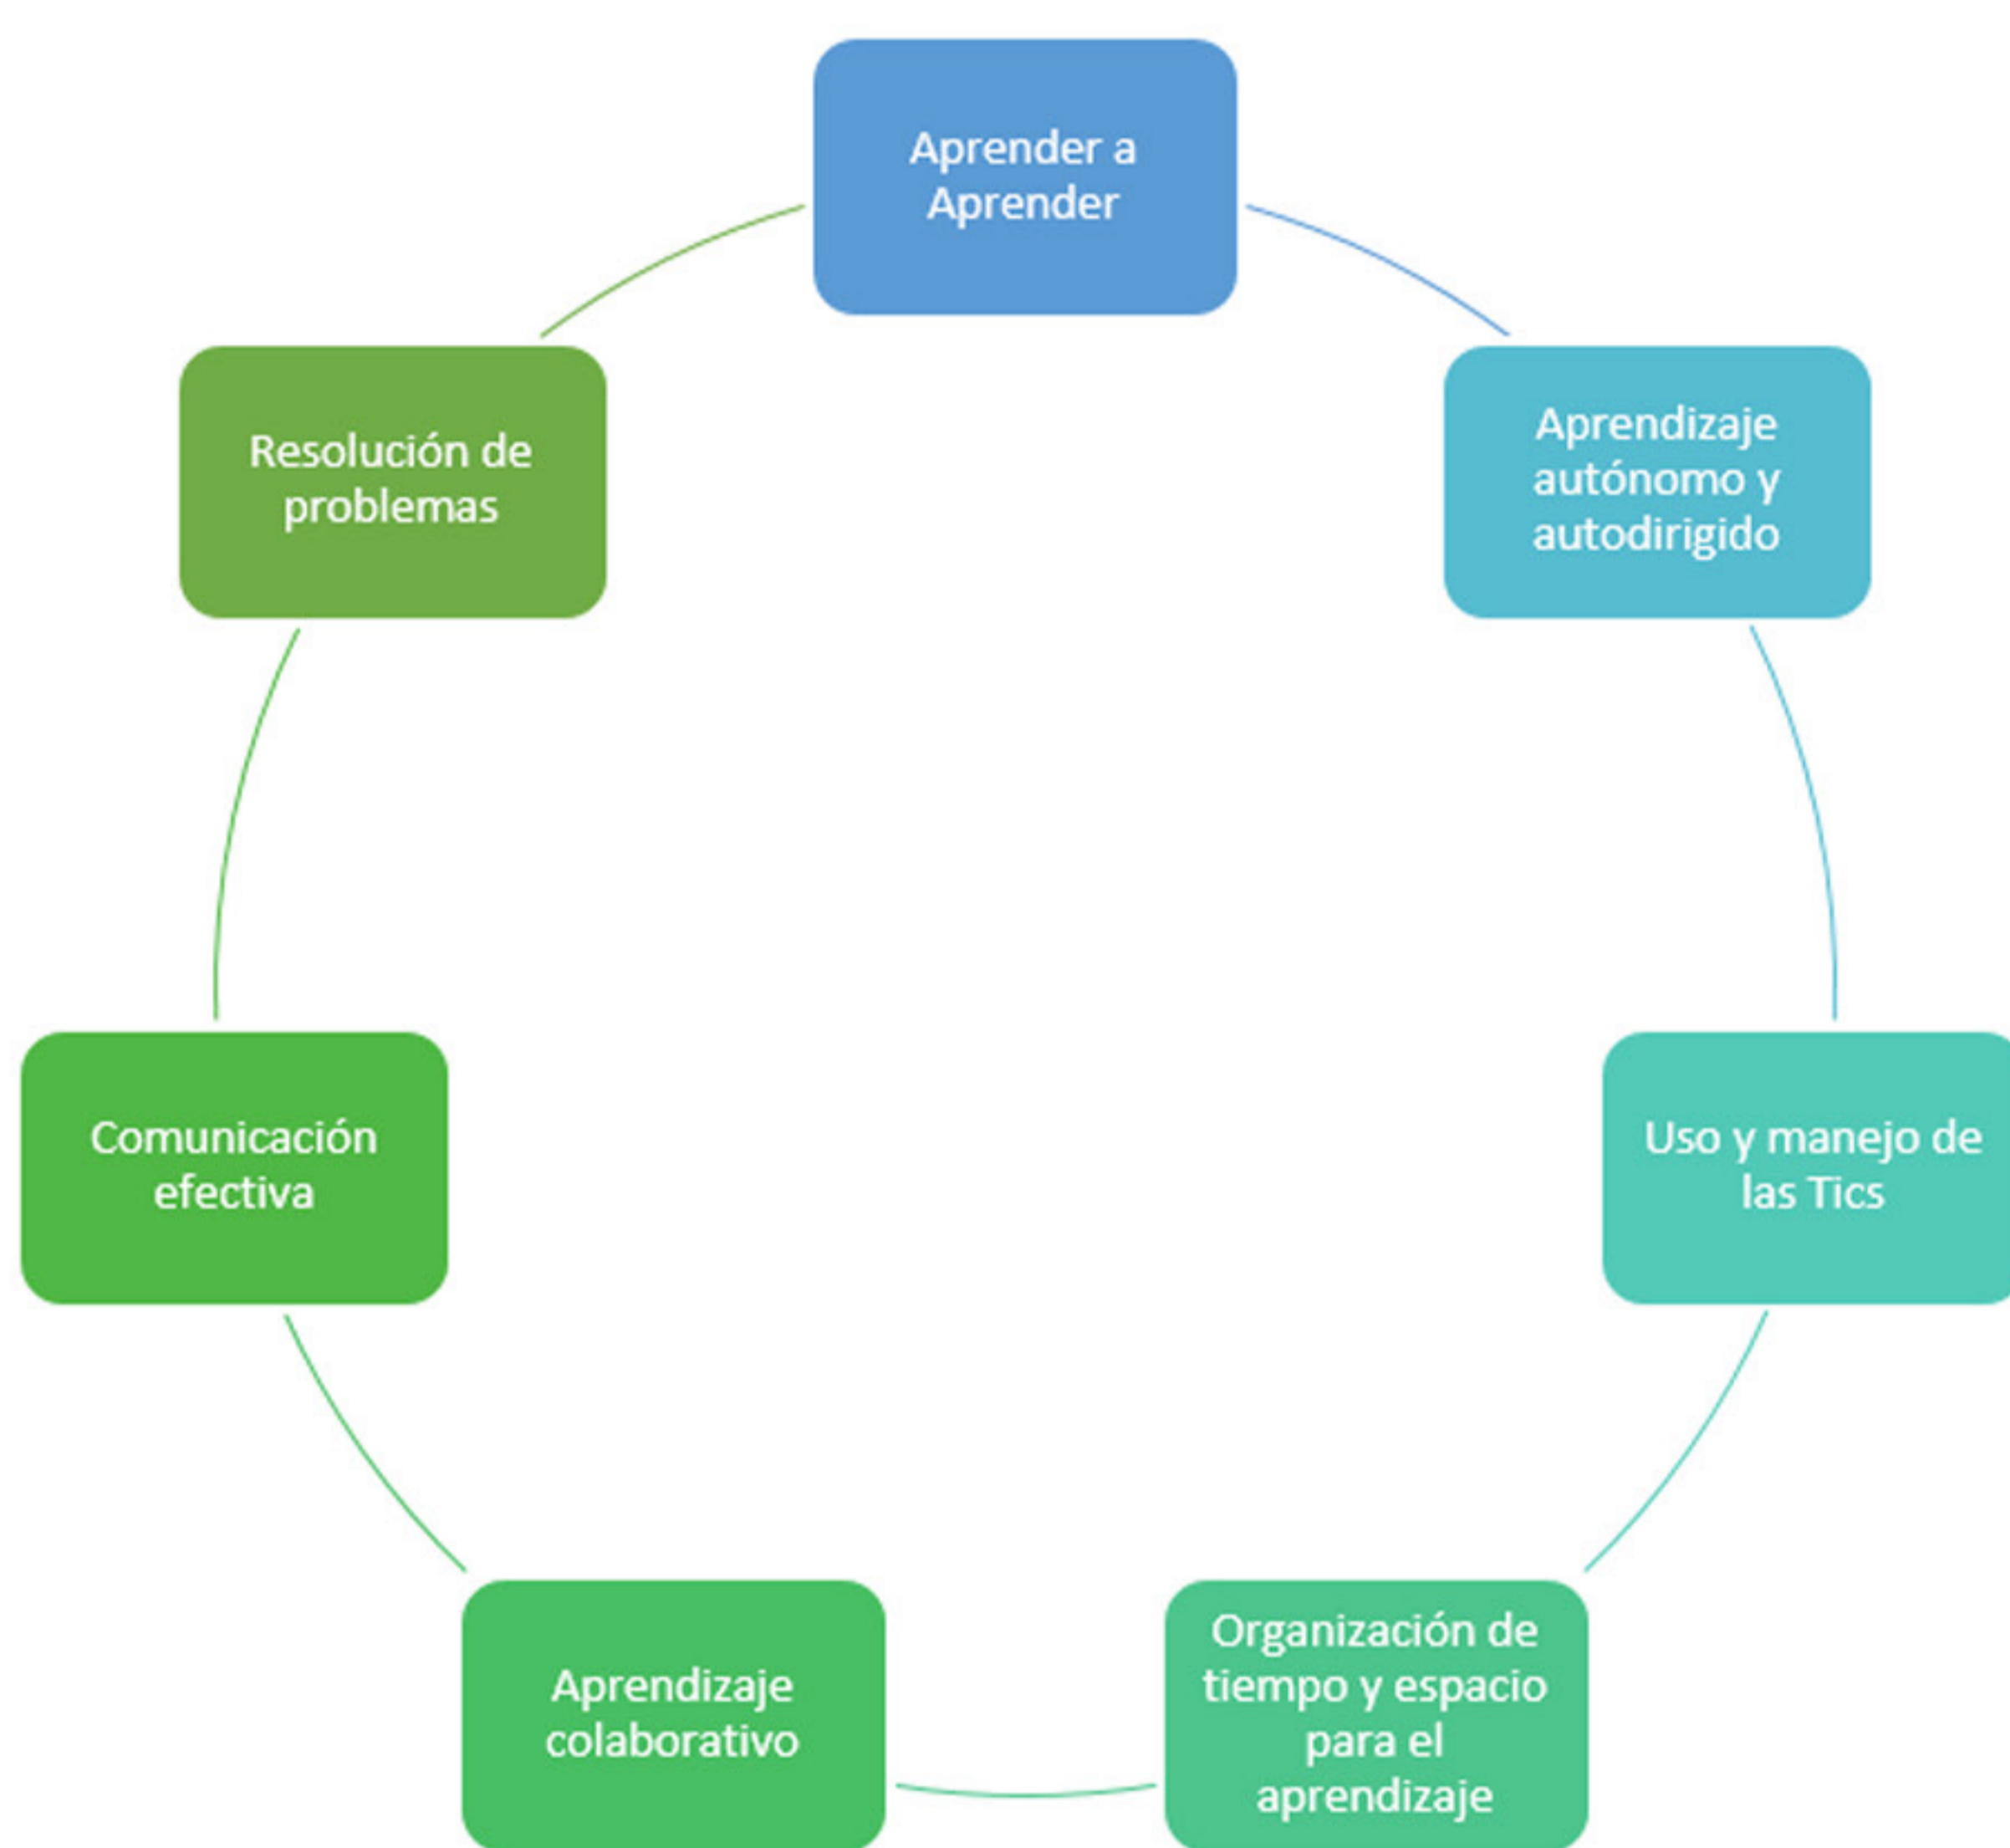 Aprender a
Aprender
Aprendizaje
autónomo y
autodirigido
Uso y manejo de
las Tics
Organización de
tiempo y espacio
para el
aprendizaje
Aprendizaje
colaborativo
Comunicación
efectiva
Resolución de
problemas